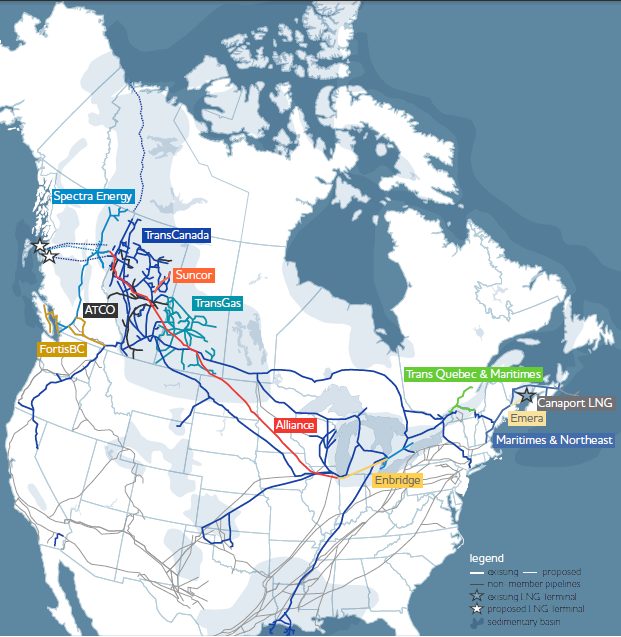 Spectra Energy
TransCanada
Suncor
TransGas
ATCO
FortisBC
Trans Quebec & Maritimes
Canaport LNG
Emera
Alliance
Maritimes & Northeast
Enbridge
legend
existing proposed
non-member pipelines
existing LNG Terminal
proposed LNG Terminal
sedimentary basin